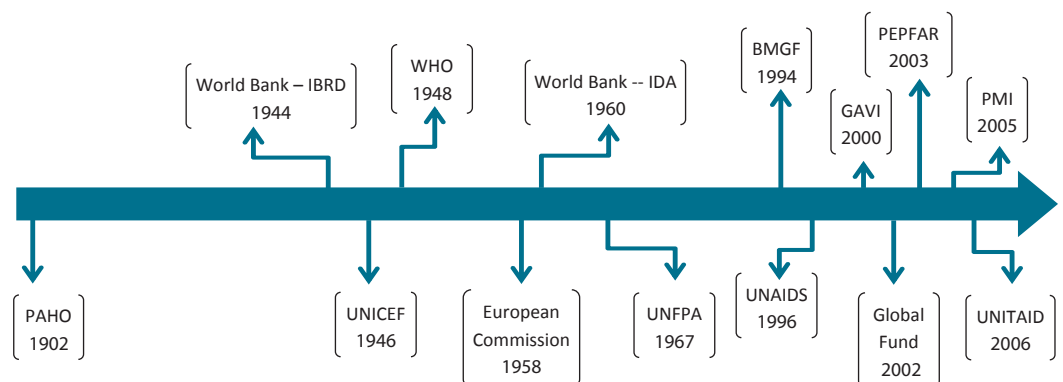 PEPFAR
2003
BMGF
1994
WHO
1948
World Bank – IBRD
1944
World Bank -- IDA
1960
GAVI
2000
PMI
2005
PAHO
1902
UNICEF
1946
European
Commission
1958
UNFPA
1967
UNAIDS
1996
Global
Fund
2002
UNITAID
2006